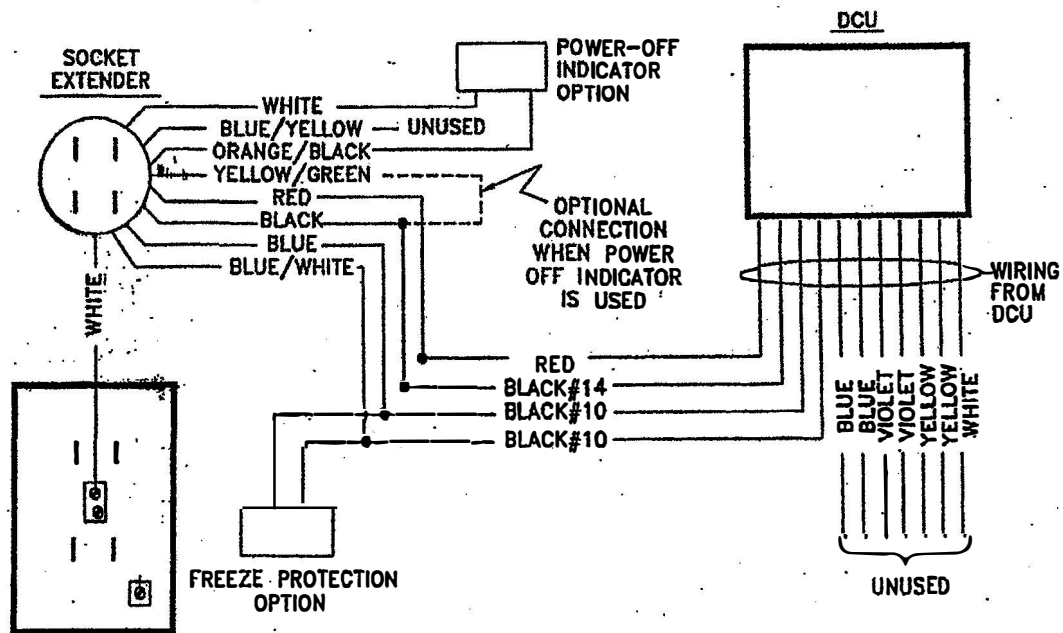 DCU
SOCKET
EXTENDER
POWER-OFF
INDICATOR
OPTION
WHITE
BLUE/YELLOW
UNUSED
ORANGE/BLACK
YELLOW/GREEN
RED
BLACK
BLUE
BLUE/WHITE
OPTIONAL
CONNECTION
WHEN POWER
OFF INDICATOR
IS USED
WIRING
FROM
DCU
WHITE
RED
BLACK#14
BLACK#10
BLACK#10
BLUE
BLUE
VIOLET
VIOLET
YELLOW
YELLOW
WHITE
FREEZE PROTECTION
OPTION
UNUSED